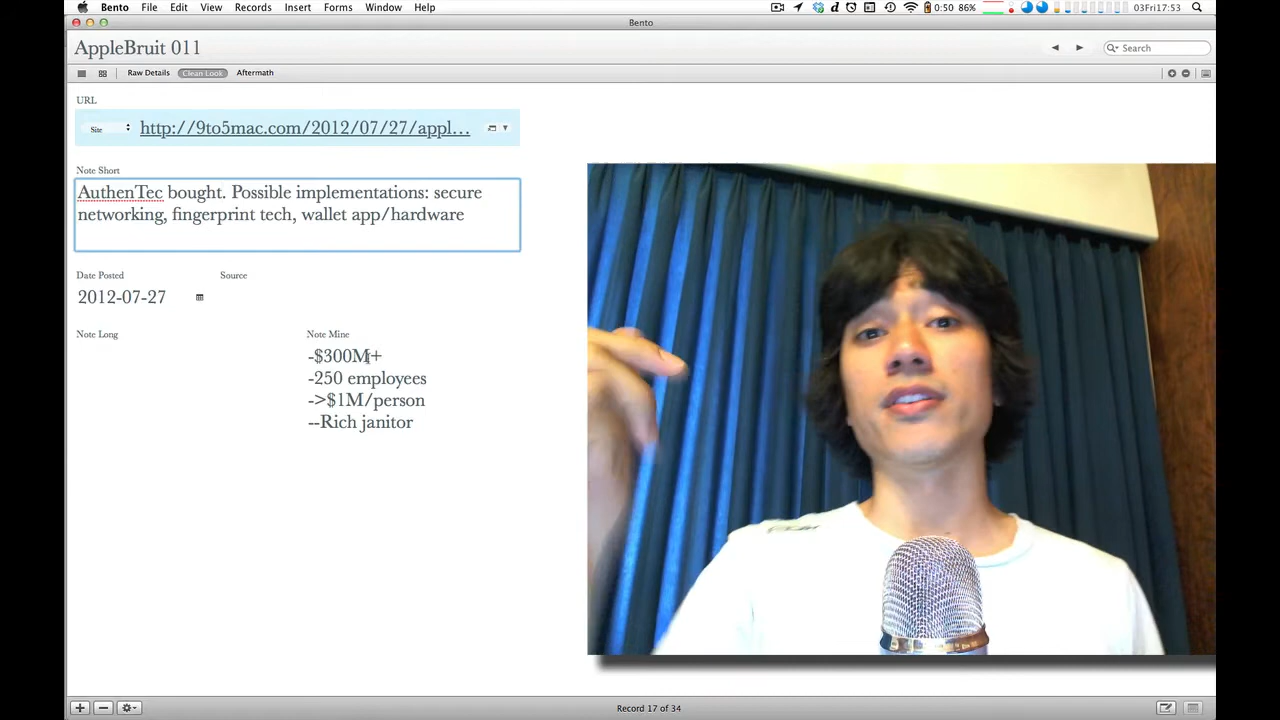 Bento File Edit View Records Insert Forms Window Help 0:50 86% 03Fri17:53
Bento
AppleBruit 011
Search
Raw Details Clean Look Aftermath
URL
Site http://9to5mac.com/2012/07/27/appl…
Note Short
AuthenTec bought. Possible implementations: secure
networking, fingerprint tech, wallet app/hardware
Date Posted Source
2012-07-27
Note Long Note Mine
-$300M+
-250 employees
->$1M/person
--Rich janitor
Record 17 of 34